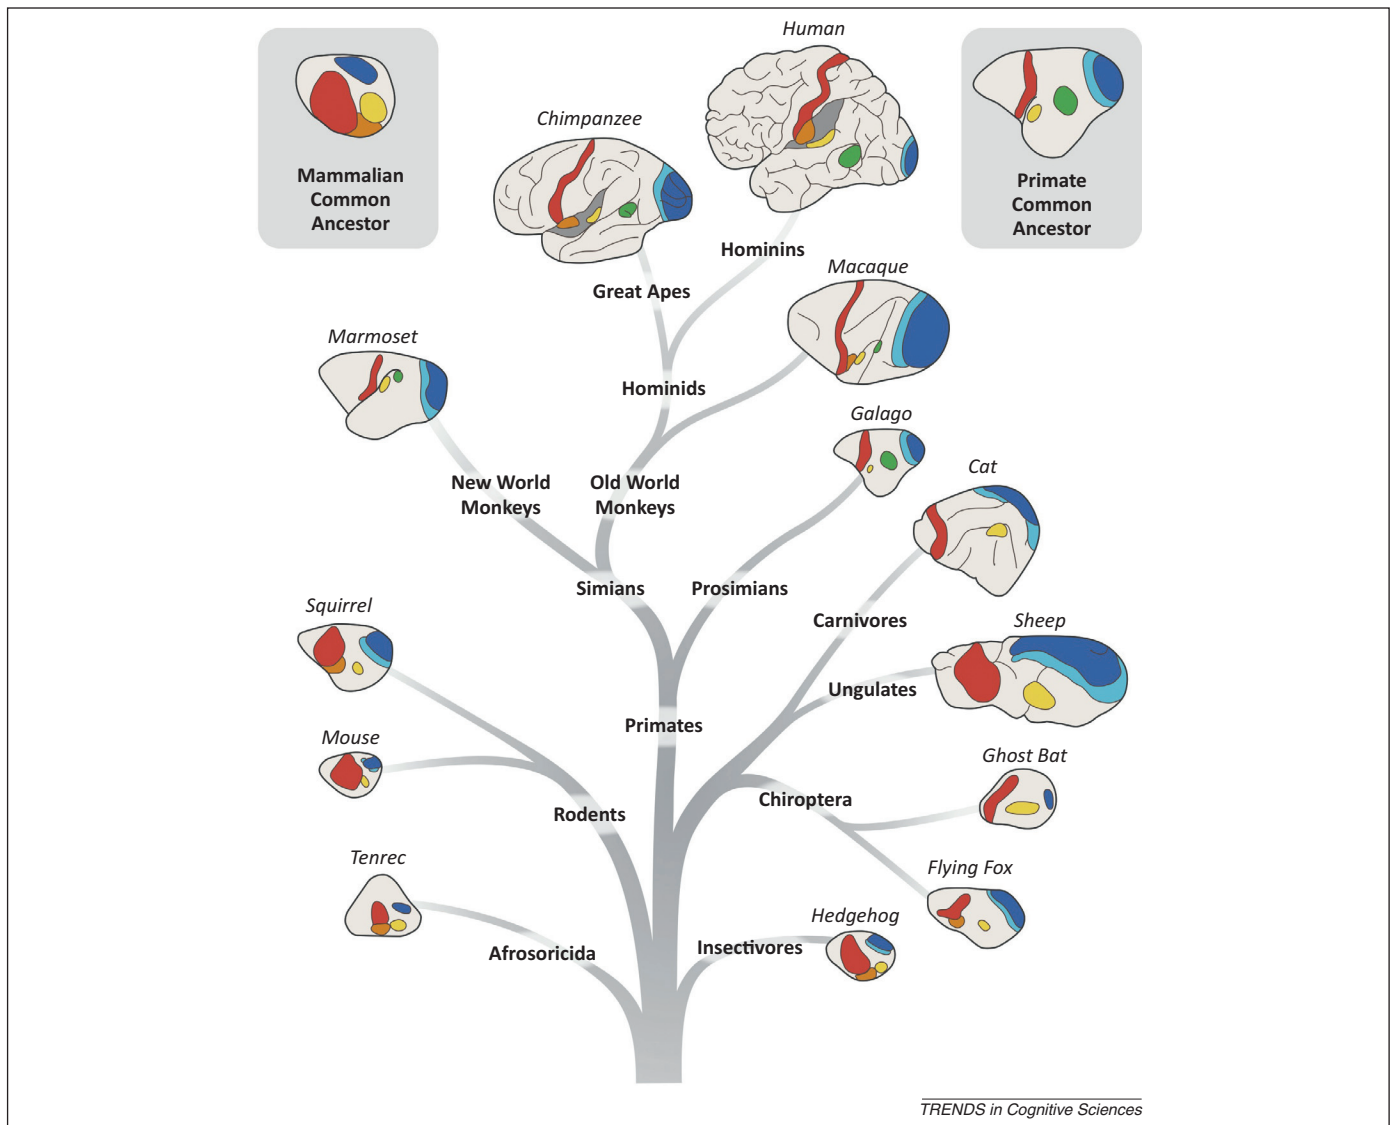 Human
Mammalian
Common
Ancestor
Chimpanzee
Primate
Common
Ancestor
Hominins
Great Apes
Macaque
Marmoset
Hominids
Galago
New World
Monkeys
Old World
Monkeys
Cat
Simians
Prosimians
Squirrel
Carnivores
Sheep
Ungulates
Primates
Mouse
Ghost Bat
Chiroptera
Rodents
Tenrec
Flying Fox
Hedgehog
Afrosoricida
Insectivores
TRENDS in Cognitive Sciences